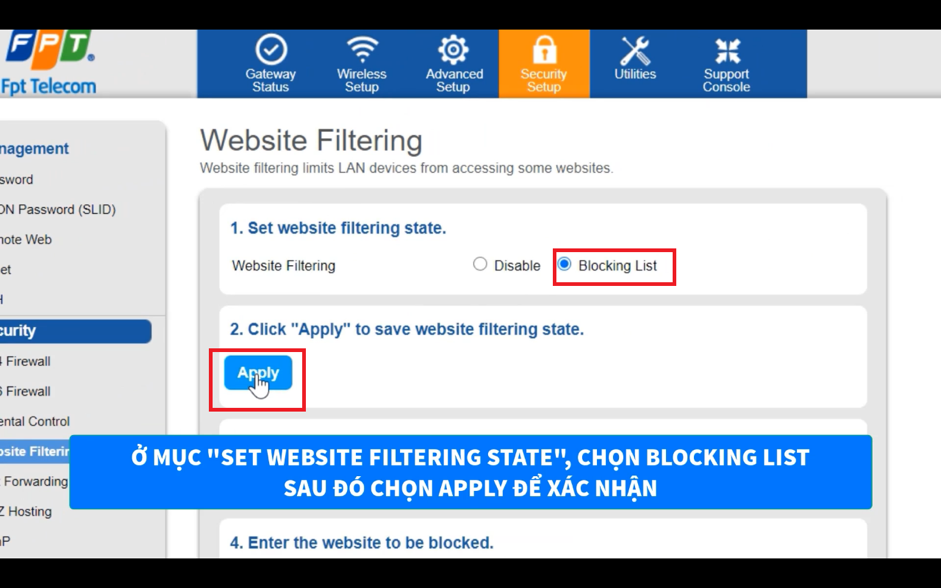 FPT
Fpt Telecom
Gateway
Status
Wireless
Setup
Advanced
Setup
Security
Setup
Utilities
Support
Console
nagement
sword
ON Password (SLID)
note Web
et
H
curity
4 Firewall
6 Firewall
ental Control
bsite Filterin
t Forwarding
Z Hosting
nP
Website Filtering
Website filtering limits LAN devices from accessing some websites.
1. Set website filtering state.
Website Filtering Disable Blocking List
2. Click "Apply" to save website filtering state.
Apply
Ở MỤC "SET WEBSITE FILTERING STATE", CHỌN BLOCKING LIST
SAU ĐÓ CHỌN APPLY ĐỂ XÁC NHẬN
4. Enter the website to be blocked.